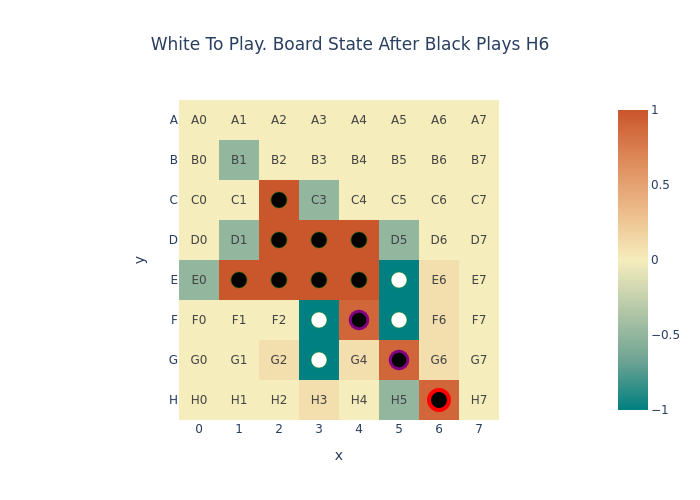 White To Play. Board State After Black Plays H6
A A0 A1 A2 A3 A4 A5 A6 A7
B B0 B1 B2 B3 B4 B5 B6 B7
C C0 C1 C3 C4 C5 C6 C7
D D0 D1 D5 D6 D7
E E0 E6 E7
F F0 F1 F2 F6 F7
G G0 G1 G2 G4 G6 G7
H H0 H1 H2 H3 H4 H5 H7
0 1 2 3 4 5 6 7
x
y
1
0.5
0
−0.5
−1